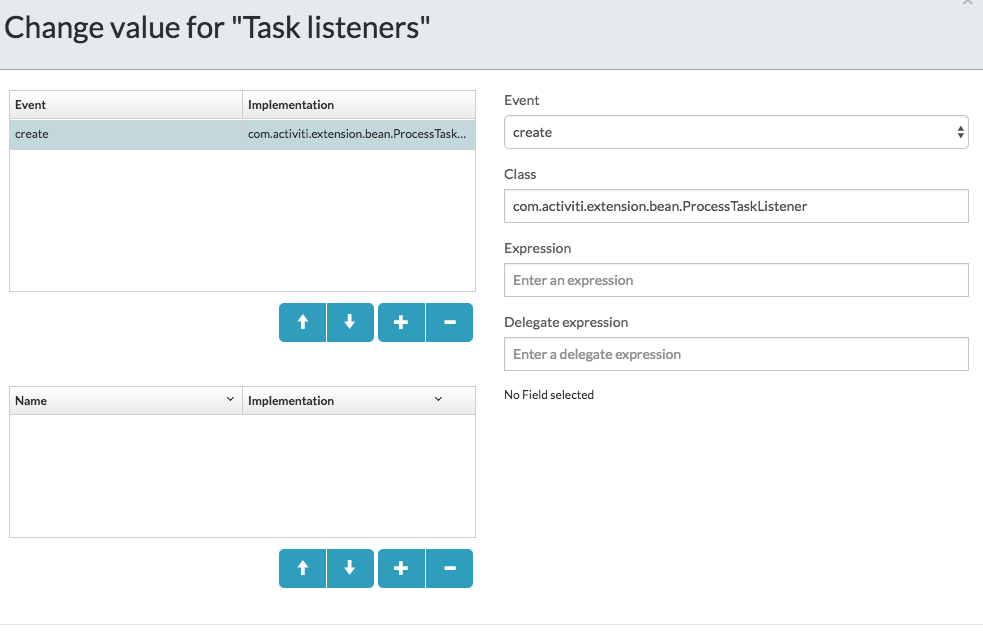 Change value for "Task listeners"
Event Implementation
create com.activiti.extension.bean.ProcessTask...
Name Implementation
Event
create
Class
com.activiti.extension.bean.ProcessTaskListener
Expression
Enter an expression
Delegate expression
Enter a delegate expression
No Field selected